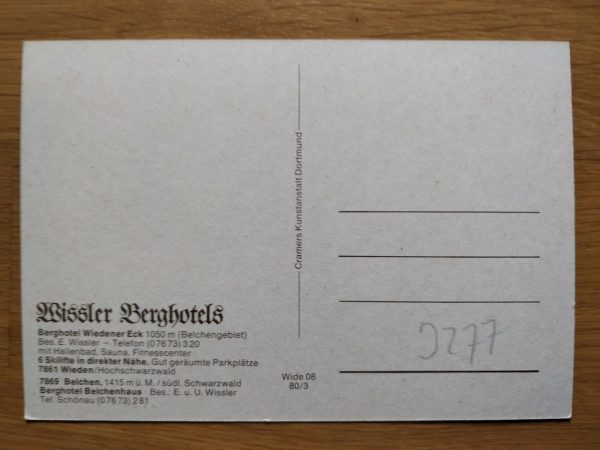 Wissler Berghotels
Berghotel Wiedener Eck 1050 m (Belchengebiet)
Bes. E. Wissler – Telefon (07673) 320
mit Hallenbad, Sauna, Fitnesscenter
6 Skilifte in direkter Nähe. Gut geräumte Parkplätze
7861 Wieden/Hochschwarzwald
7869 Belchen, 1415 m ü. M. / südl. Schwarzwald
Berghotel Belchenhaus · Bes.: E. u. U. Wissler
Tel. Schönau (07673) 281
Wide 08
80/3
Cramers Kunstanstalt Dortmund